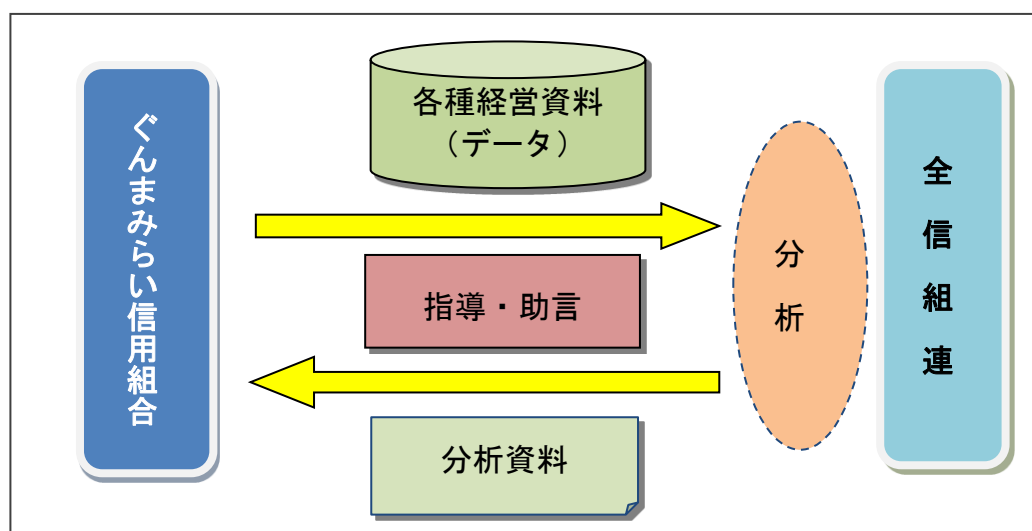 ぐんまみらい信用組合
各種経営資料
（データ）
指導・助言
分析資料
分析
全信組連